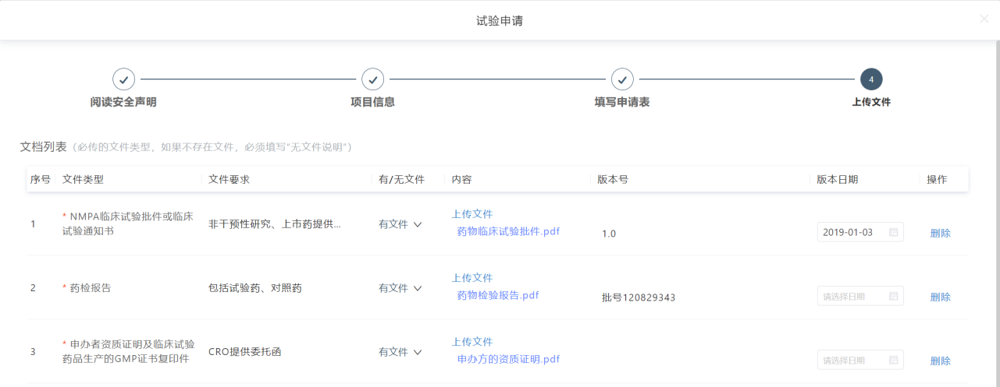 试验申请
4
阅读安全声明 项目信息 填写申请表 上传文件
文档列表（必传的文件类型，如果不存在文件，必须填写“无文件说明”）
序号 文件类型 文件要求 有/无文件 内容 版本号 版本日期 操作
1
* NMPA临床试验批件或临床
试验通知书
非干预性研究、上市药提供...
有文件
上传文件
药物临床试验批件.pdf
1.0
2019-01-03
删除
2
* 药检报告
包括试验药、对照药
有文件
上传文件
药物检验报告.pdf
批号120829343
请选择日期
删除
3
* 申办者资质证明及临床试验
药品生产的GMP证书复印件
CRO提供委托函
有文件
上传文件
申办方的资质证明.pdf
请选择日期
删除